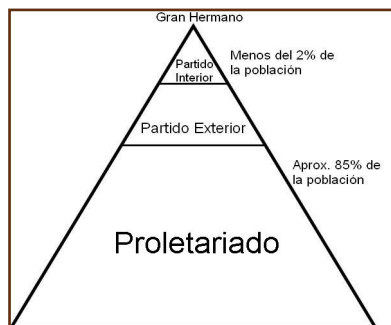 Gran Hermano
Partido
Interior
Menos del 2% de
la población
Partido Exterior
Aprox. 85% de
la población
Proletariado